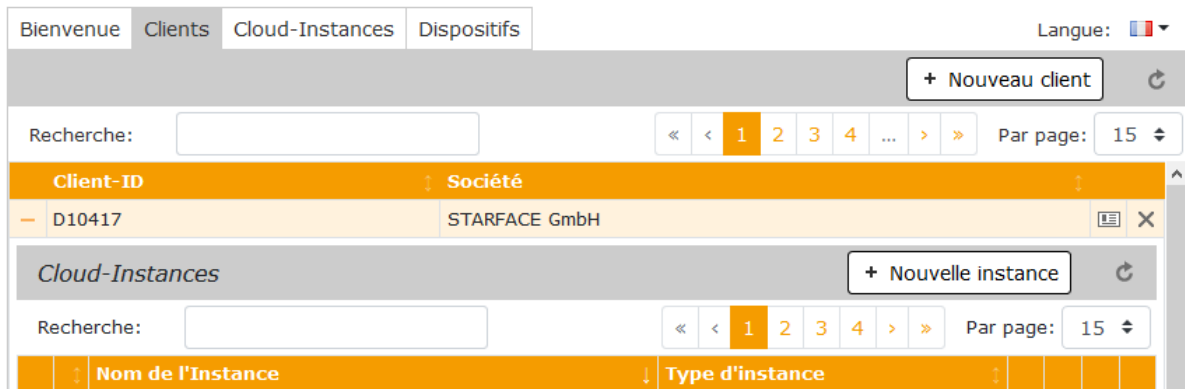 Bienvenue Clients Cloud-Instances Dispositifs Langue:
+ Nouveau client
Recherche: « < 1 2 3 4 ... > » Par page: 15
Client-ID Société
D10417 STARFACE GmbH
Cloud-Instances + Nouvelle instance
Recherche: « < 1 2 3 4 > » Par page: 15
Nom de l'Instance Type d'instance